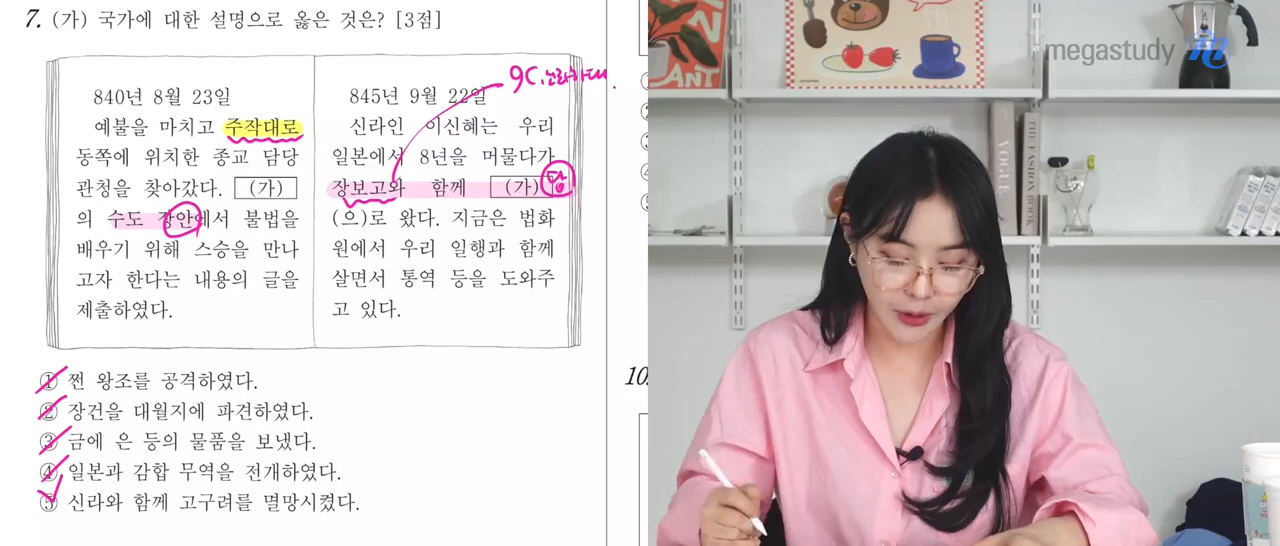 7. (가) 국가에 대한 설명으로 옳은 것은? [3점]
840년 8월 23일
예불을 마치고 주작대로
동쪽에 위치한 종교 담당
관청을 찾아갔다. (가)
의 수도 장안에서 불법을
배우기 위해 스승을 만나
고자 한다는 내용의 글을
제출하였다.
845년 9월 22일
신라인 이신혜는 우리
일본에서 8년을 머물다가
장보고와 함께 (가) 당
(으)로 왔다. 지금은 법화
원에서 우리 일행과 함께
살면서 통역 등을 도와주
고 있다.
9C.
① 쩐 왕조를 공격하였다.
② 장건을 대월지에 파견하였다.
③ 금에 은 등의 물품을 보냈다.
④ 일본과 감합 무역을 전개하였다.
⑤ 신라와 함께 고구려를 멸망시켰다.
10.
megastudy
ANT
VOGUE